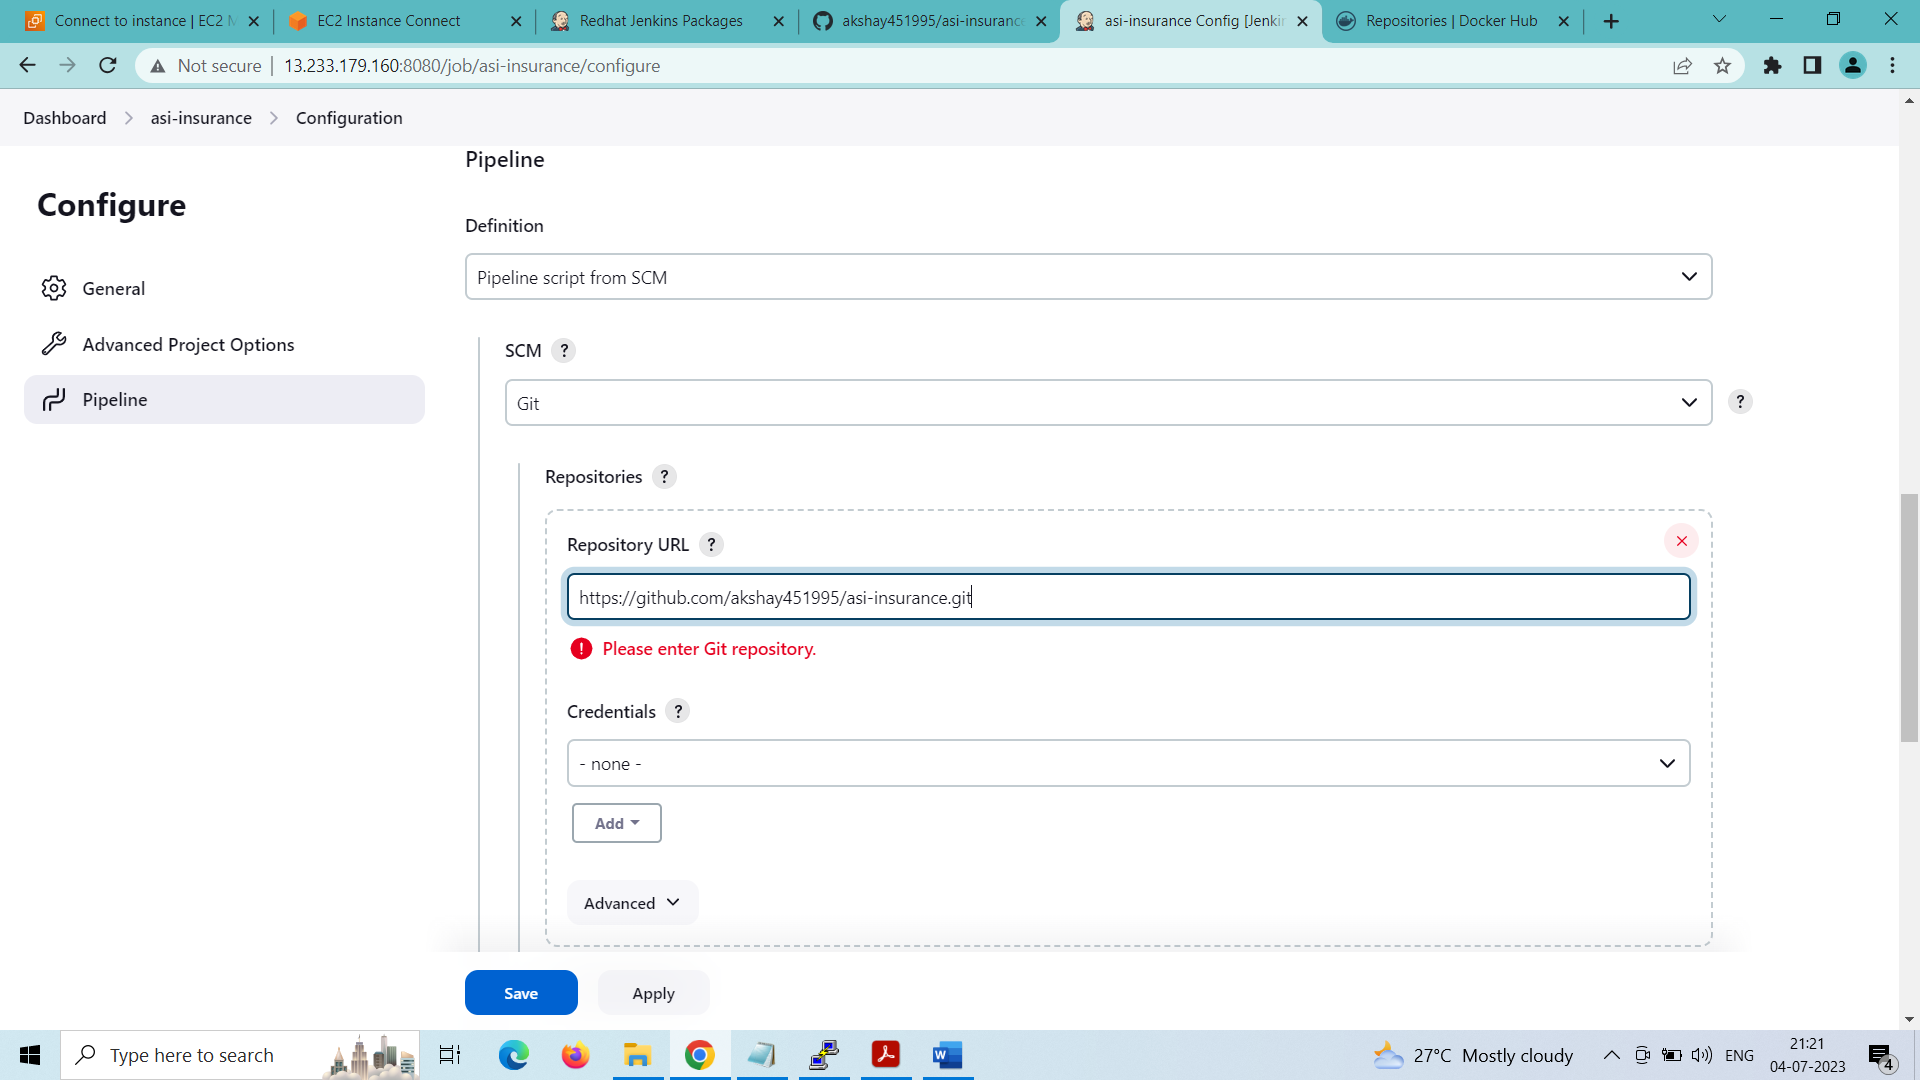 Connect to instance | EC2 M
EC2 Instance Connect
Redhat Jenkins Packages
akshay451995/asi-insurance
asi-insurance Config [Jenkin
Repositories | Docker Hub
Not secure
13.233.179.160:8080/job/asi-insurance/configure
Dashboard
asi-insurance
Configuration
Configure
General
Advanced Project Options
Pipeline
Pipeline
Definition
Pipeline script from SCM
SCM ?
Git
?
Repositories ?
Repository URL ?
https://github.com/akshay451995/asi-insurance.git
! Please enter Git repository.
Credentials ?
- none -
Add
Advanced
Save
Apply
Type here to search
27°C Mostly cloudy
ENG
21:21
04-07-2023
4